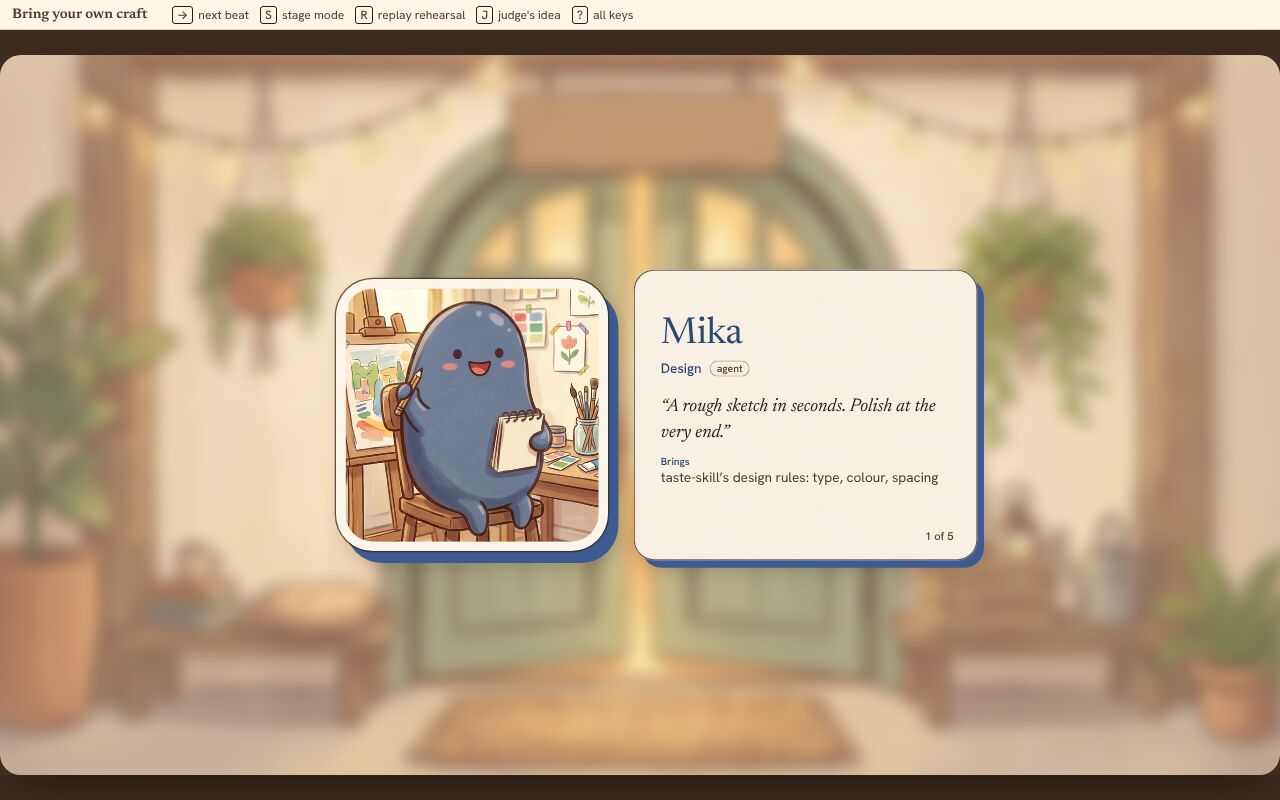 Bring your own craft → next beat S stage mode R replay rehearsal J judge's idea ? all keys
Mika
Design agent
“A rough sketch in seconds. Polish at the
very end.”
Brings
taste-skill’s design rules: type, colour, spacing
1 of 5